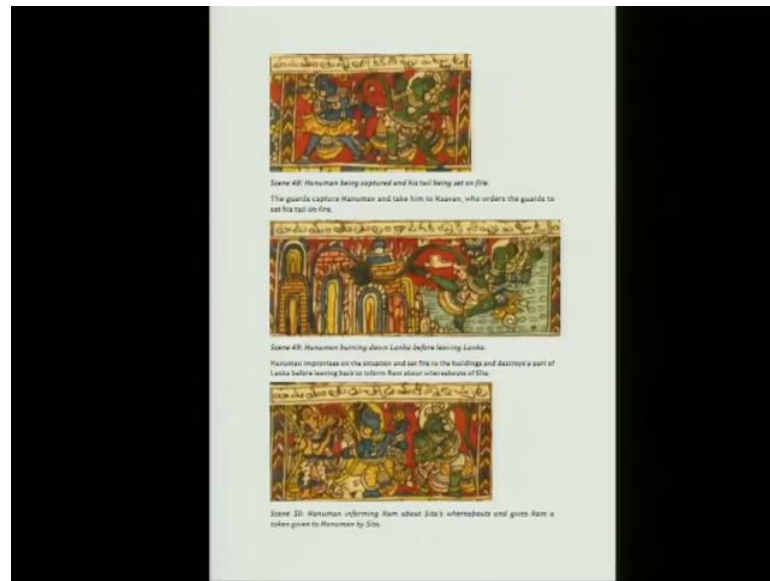 Scene 48: Hanuman being captured and his tail being set on fire.
The guards capture Hanuman and take him to Raavan, who orders the guards to
set his tail on fire.
Scene 49: Hanuman burning down Lanka before leaving Lanka.
Hanuman improvises on the situation and set fire to the buildings and destroys a part of
Lanka before leaving back to inform Ram about whereabouts of Sita.
Scene 50: Hanuman informing Ram about Sita's whereabouts and gives Ram a
token given to Hanuman by Sita.